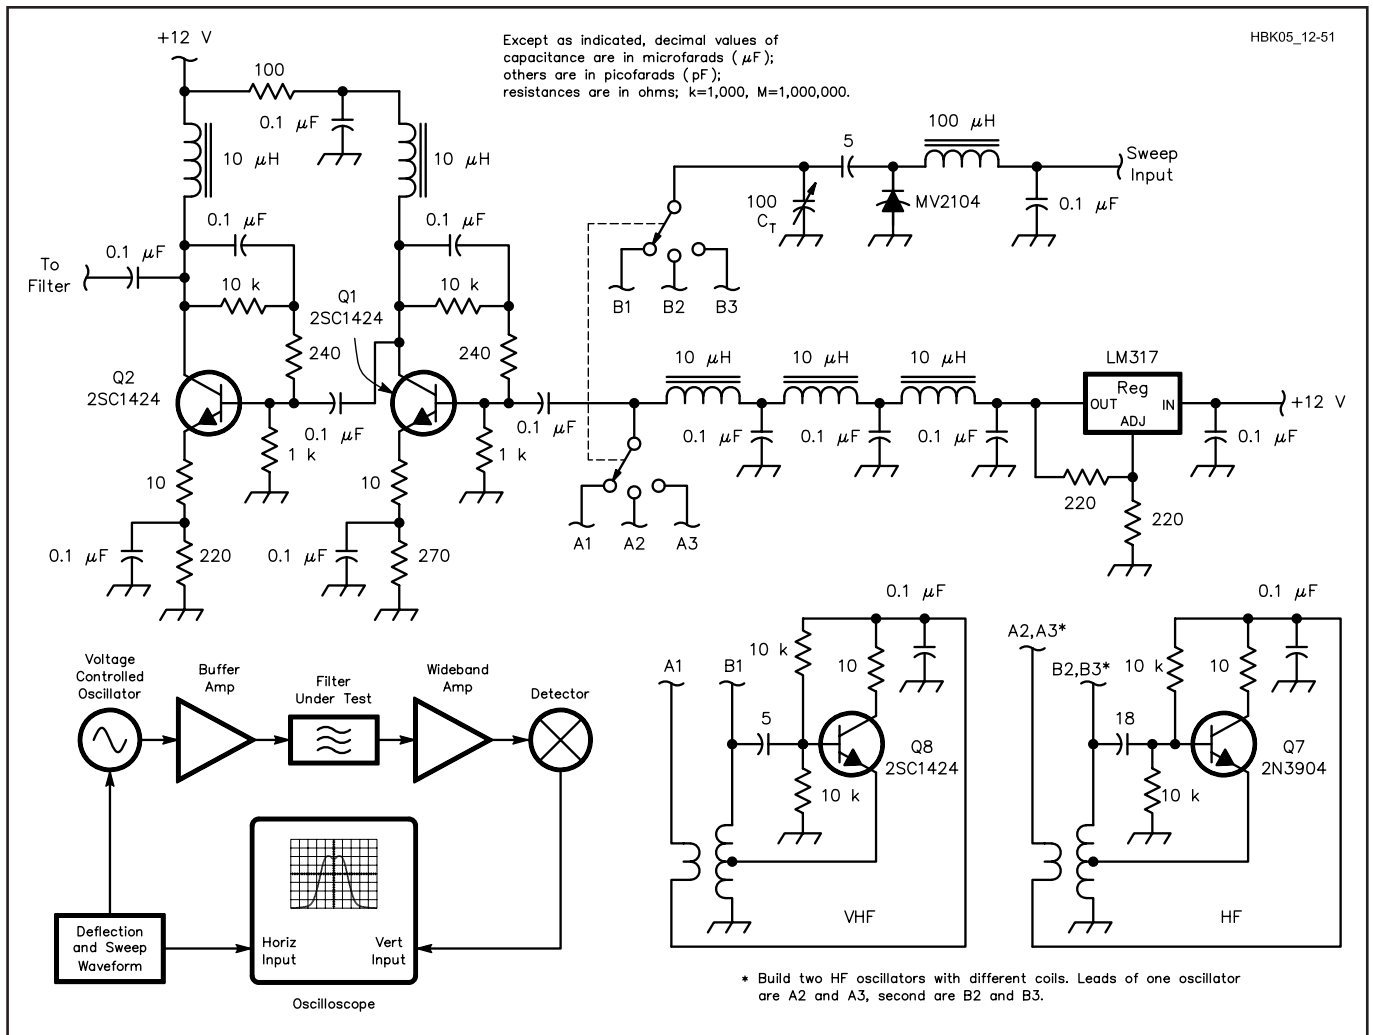 HBK05_12-51
Except as indicated, decimal values of
capacitance are in microfarads ( μF);
others are in picofarads ( pF);
resistances are in ohms; k=1,000, M=1,000,000.
+12 V
100
0.1 μF
10 μH
10 μH
0.1 μF
0.1 μF
0.1 μF
To
Filter
10 k
10 k
Q1
2SC1424
240
240
Q2
2SC1424
0.1 μF
0.1 μF
1 k
1 k
10
10
0.1 μF
220
0.1 μF
270
5
100 μH
Sweep
Input
100
CT
MV2104
0.1 μF
B1
B2
B3
10 μH
10 μH
10 μH
LM317
Reg
OUT
IN
ADJ
+12 V
0.1 μF
0.1 μF
0.1 μF
0.1 μF
220
220
A1
A2
A3
Voltage
Controlled
Oscillator
Buffer
Amp
Filter
Under Test
Wideband
Amp
Detector
Deflection
and Sweep
Waveform
Horiz
Input
Vert
Input
Oscilloscope
0.1 μF
A1
B1
10 k
10
5
Q8
2SC1424
10 k
VHF
0.1 μF
A2,A3*
B2,B3*
10 k
10
18
Q7
2N3904
10 k
HF
* Build two HF oscillators with different coils. Leads of one oscillator
are A2 and A3, second are B2 and B3.